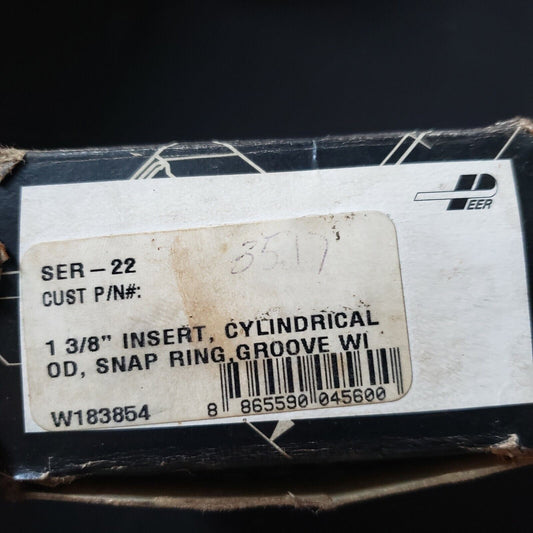 PEER
35.17
SER-22
CUST P/N#:
1 3/8" INSERT, CYLINDRICAL
OD, SNAP RING,GROOVE WI
W183854
8 865590 045600